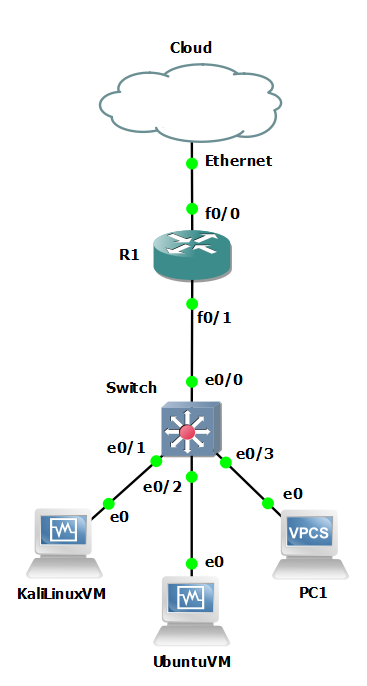 Cloud
Ethernet
f0/0
R1
f0/1
Switch
e0/0
e0/1
e0/3
e0/2
e0
e0
VPCS
KaliLinuxVM
e0
PC1
UbuntuVM